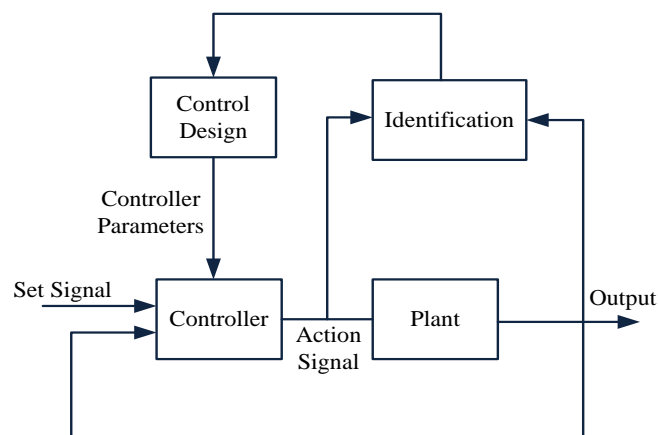 Control
Design
Identification
Controller
Parameters
Set Signal
Controller
Action
Signal
Plant
Output